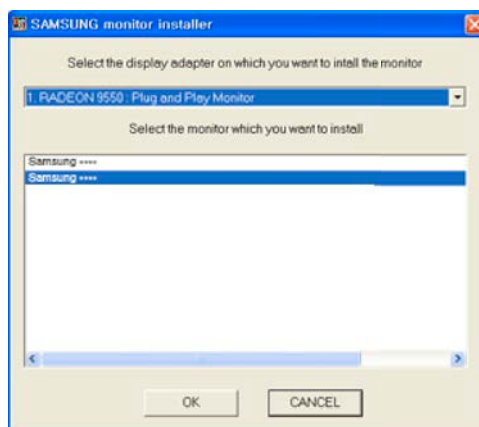 SAMSUNG monitor installer
Select the display adapter on which you want to intall the monitor
1. RADEON 9550 : Plug and Play Monitor
Select the monitor which you want to install
Samsung ****
Samsung ****
OK
CANCEL